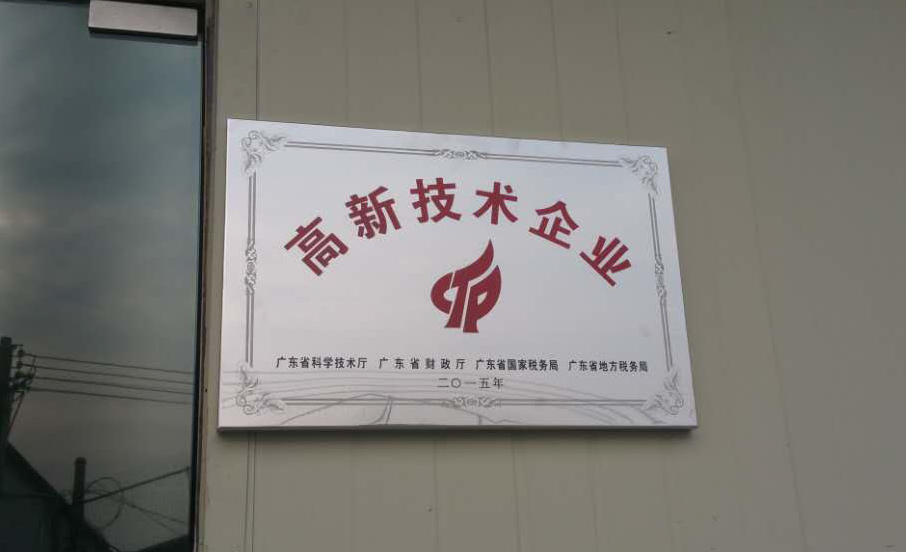 高新技术企业
广东省科学技术厅 广东省财政厅 广东省国家税务局 广东省地方税务局
二〇一五年